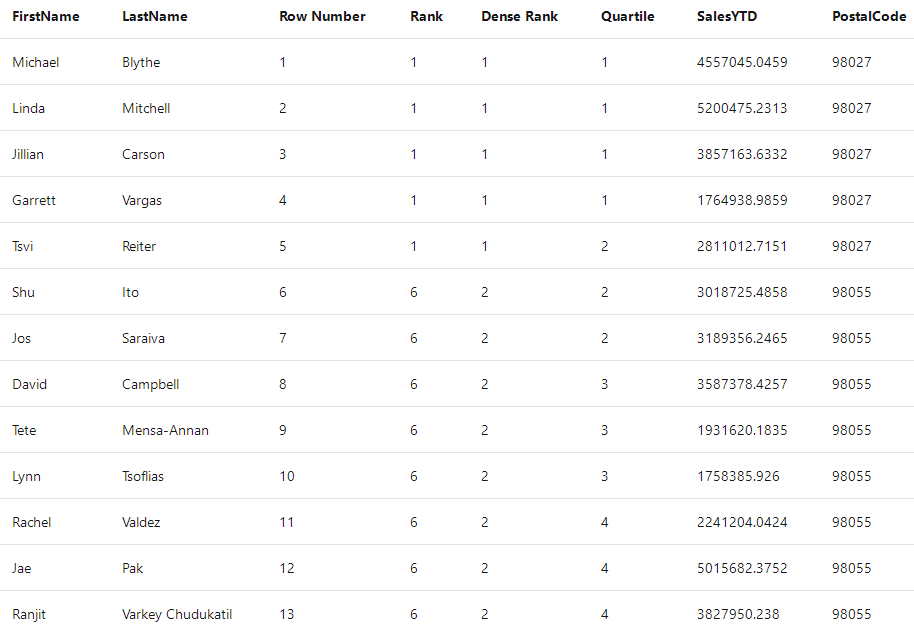 FirstName LastName Row Number Rank Dense Rank Quartile SalesYTD PostalCode
Michael Blythe 1 1 1 1 4557045.0459 98027
Linda Mitchell 2 1 1 1 5200475.2313 98027
Jillian Carson 3 1 1 1 3857163.6332 98027
Garrett Vargas 4 1 1 1 1764938.9859 98027
Tsvi Reiter 5 1 1 2 2811012.7151 98027
Shu Ito 6 6 2 2 3018725.4858 98055
Jos Saraiva 7 6 2 2 3189356.2465 98055
David Campbell 8 6 2 3 3587378.4257 98055
Tete Mensa-Annan 9 6 2 3 1931620.1835 98055
Lynn Tsoflias 10 6 2 3 1758385.926 98055
Rachel Valdez 11 6 2 4 2241204.0424 98055
Jae Pak 12 6 2 4 5015682.3752 98055
Ranjit Varkey Chudukatil 13 6 2 4 3827950.238 98055